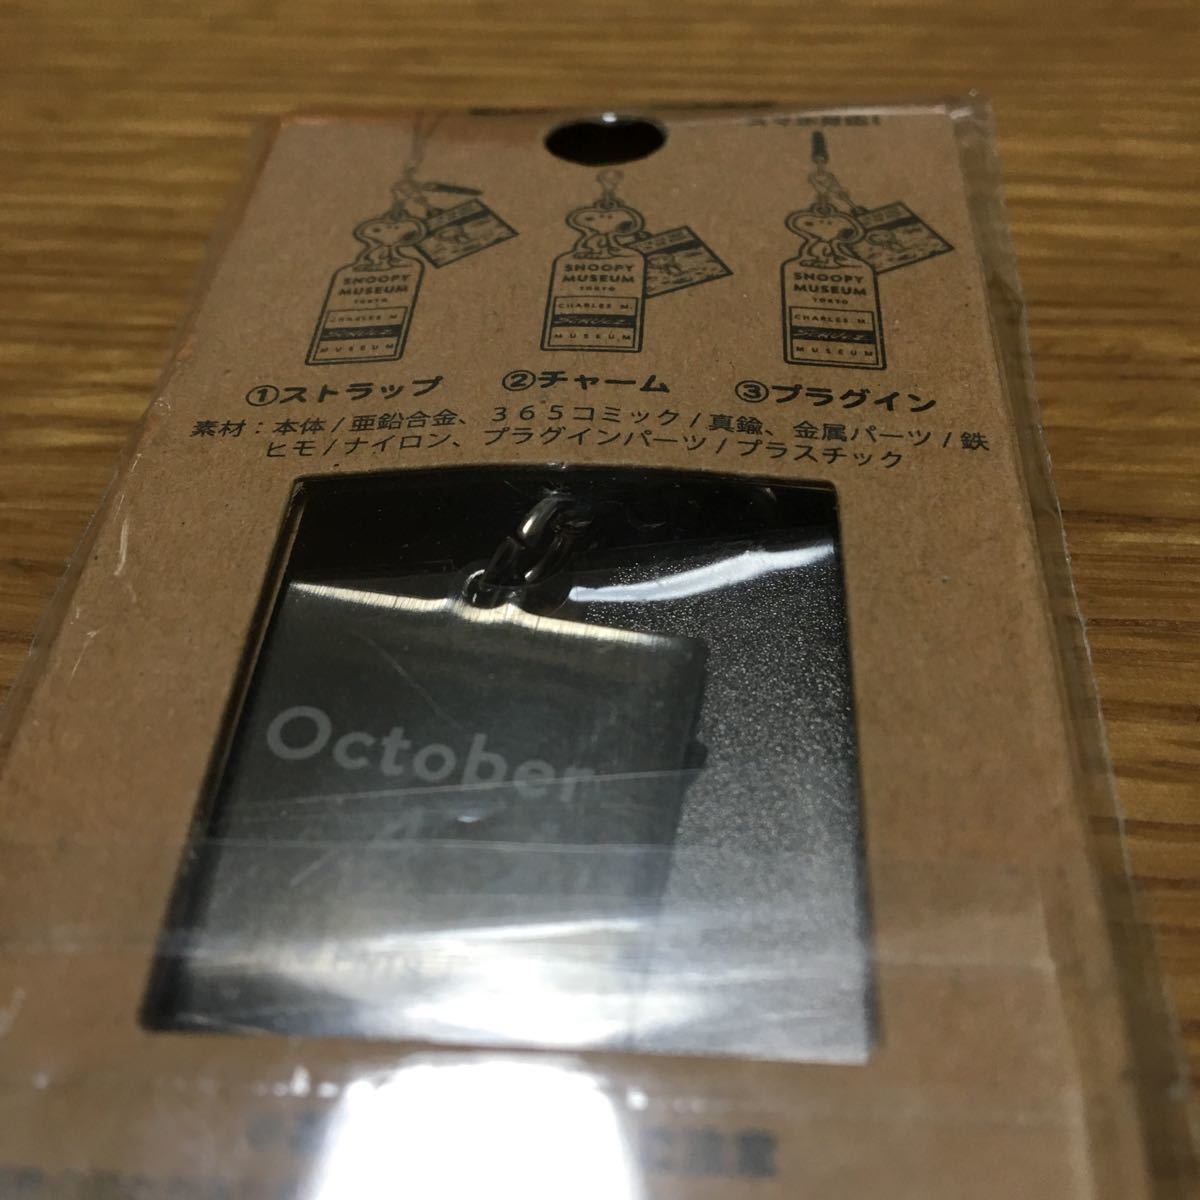 SNOOPY
MUSEUM
TOKYO
CHARLES M.
SCHULZ
MUSEUM
SNOOPY
MUSEUM
TOKYO
CHARLES M.
SCHULZ
MUSEUM
SNOOPY
MUSEUM
TOKYO
CHARLES M.
SCHULZ
MUSEUM
①ストラップ ②チャーム ③プラグイン
素材：本体/亜鉛合金、３６５コミック/真鍮、金属パーツ/鉄
ヒモ/ナイロン、プラグインパーツ/プラスチック
October